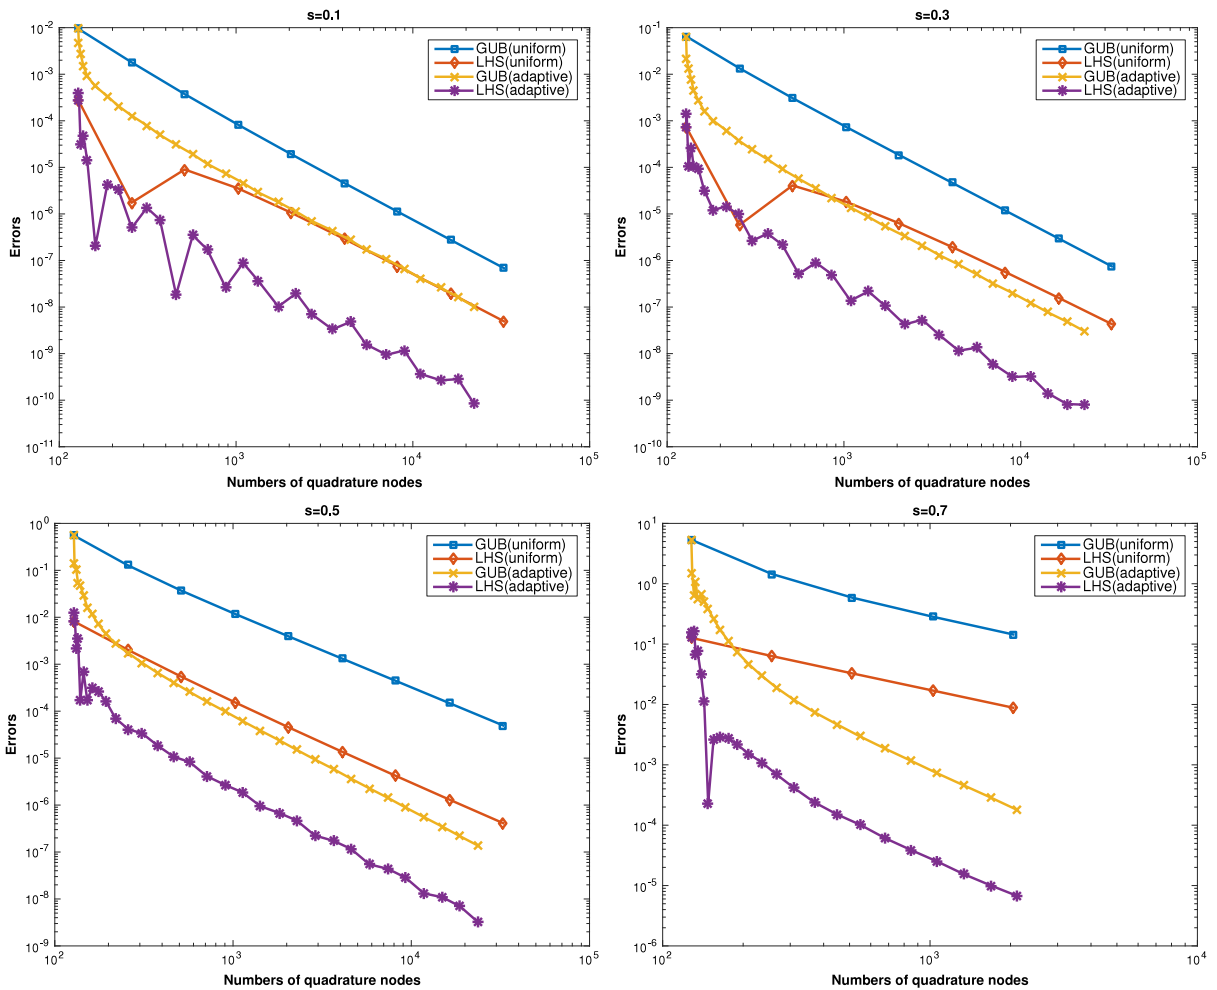 s=0.1
GUB(uniform)
LHS(uniform)
GUB(adaptive)
LHS(adaptive)
Errors
10^-2
10^-3
10^-4
10^-5
10^-6
10^-7
10^-8
10^-9
10^-10
10^-11
10^2 10^3 10^4 10^5
Numbers of quadrature nodes
s=0.3
GUB(uniform)
LHS(uniform)
GUB(adaptive)
LHS(adaptive)
Errors
10^-1
10^-2
10^-3
10^-4
10^-5
10^-6
10^-7
10^-8
10^-9
10^-10
10^2 10^3 10^4 10^5
Numbers of quadrature nodes
s=0.5
GUB(uniform)
LHS(uniform)
GUB(adaptive)
LHS(adaptive)
Errors
10^0
10^-1
10^-2
10^-3
10^-4
10^-5
10^-6
10^-7
10^-8
10^-9
10^2 10^3 10^4 10^5
Numbers of quadrature nodes
s=0.7
GUB(uniform)
LHS(uniform)
GUB(adaptive)
LHS(adaptive)
Errors
10^1
10^0
10^-1
10^-2
10^-3
10^-4
10^-5
10^-6
10^2 10^3 10^4
Numbers of quadrature nodes